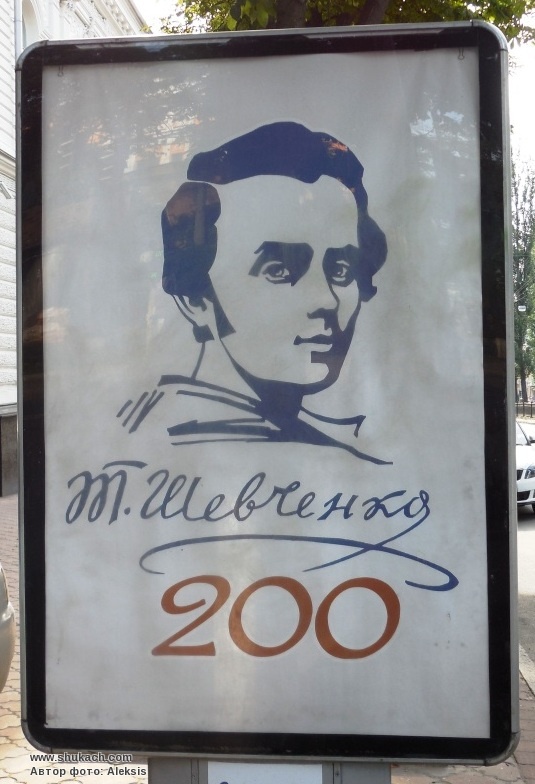 Т. Шевченко
200
www.shukach.com
Автор фото: Aleksis